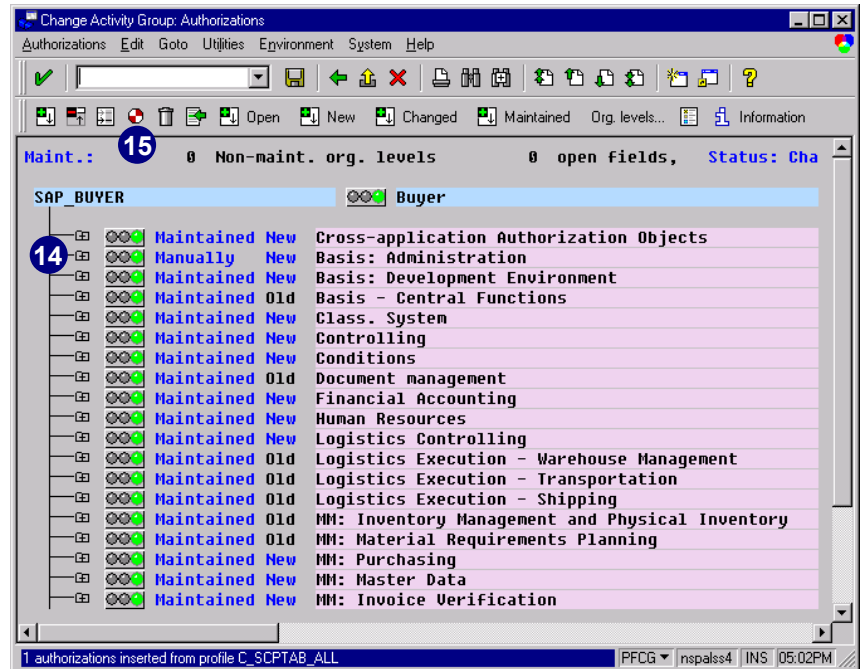 Change Activity Group: Authorizations
Authorizations Edit Goto Utilities Environment System Help
Open New Changed Maintained Org. levels... Information
15
Maint.: 0 Non-maint. org. levels 0 open fields, Status: Cha
SAP_BUYER Buyer
Maintained New Cross-application Authorization Objects
14 Manually New Basis: Administration
Maintained New Basis: Development Environment
Maintained Old Basis - Central Functions
Maintained New Class. System
Maintained New Controlling
Maintained New Conditions
Maintained Old Document management
Maintained New Financial Accounting
Maintained New Human Resources
Maintained New Logistics Controlling
Maintained Old Logistics Execution - Warehouse Management
Maintained Old Logistics Execution - Transportation
Maintained Old Logistics Execution - Shipping
Maintained Old MM: Inventory Management and Physical Inventory
Maintained Old MM: Material Requirements Planning
Maintained New MM: Purchasing
Maintained New MM: Master Data
Maintained New MM: Invoice Verification
1 authorizations inserted from profile C_SCPTAB_ALL PFCG nspalss4 INS 05:02PM